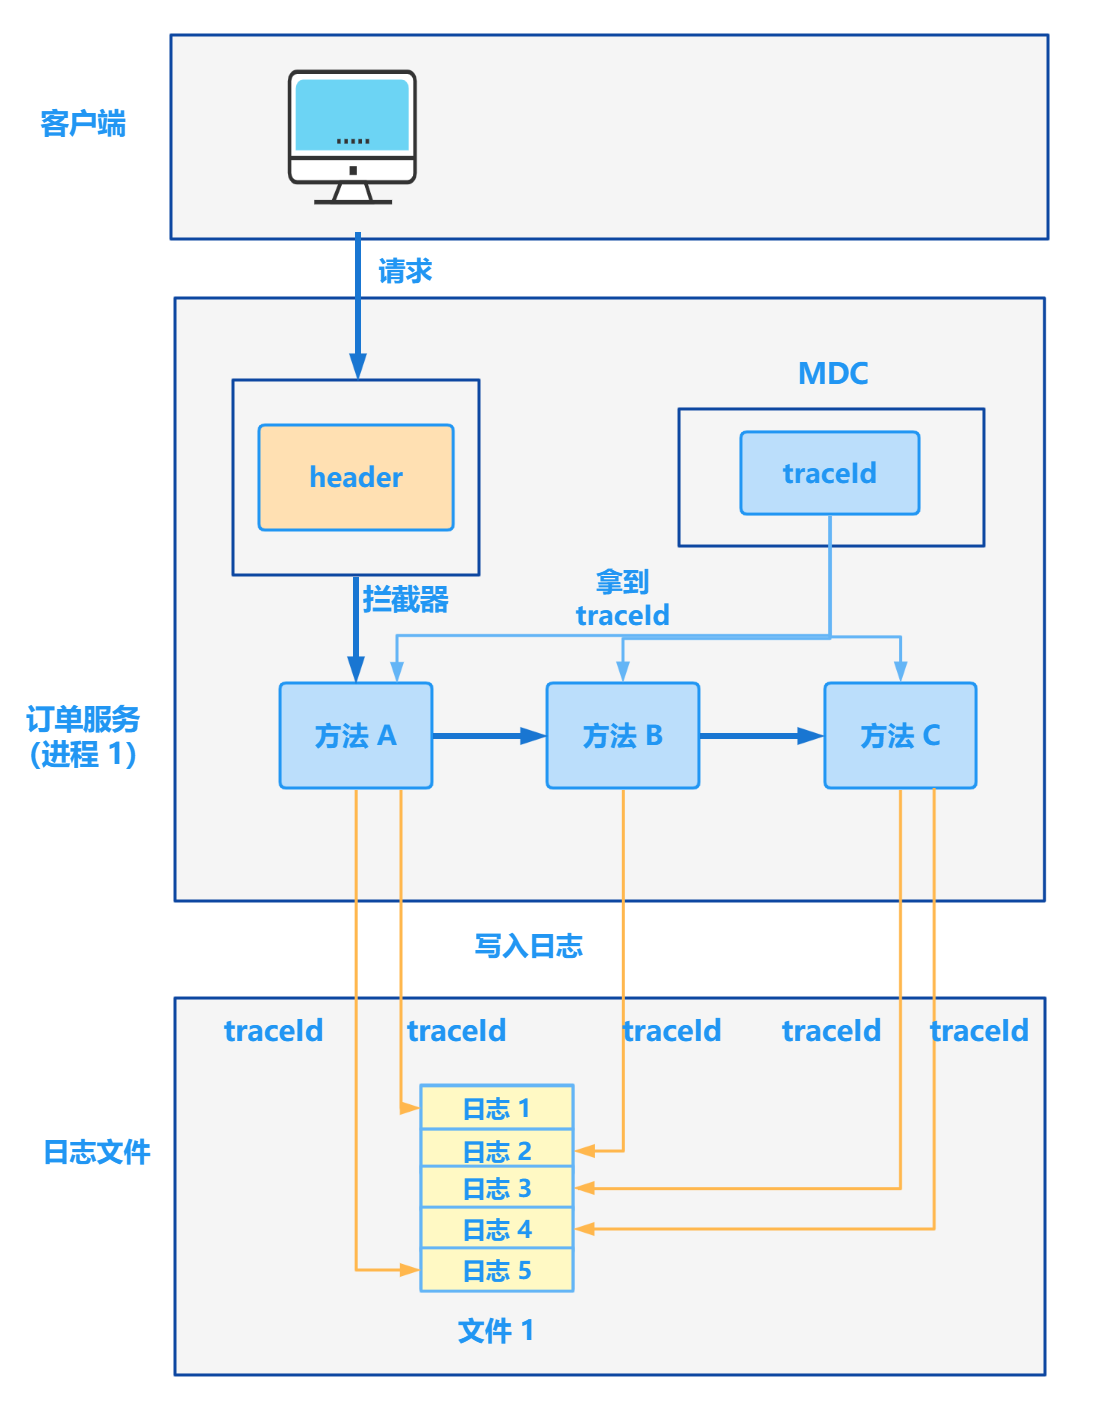 客户端
请求
MDC
header
traceId
拦截器
拿到
traceId
订单服务
(进程 1)
方法 A
方法 B
方法 C
写入日志
traceId
traceId
traceId
traceId
traceId
日志文件
日志 1
日志 2
日志 3
日志 4
日志 5
文件 1